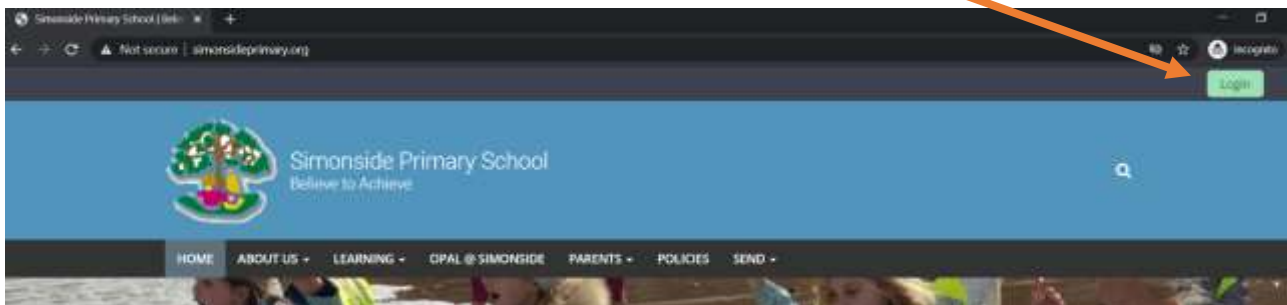 Simonside Primary School | Beli
Not secure | simonsideprimary.org
Incognito
Login
Simonside Primary School
Believe to Achieve
HOME ABOUT US LEARNING OPAL @ SIMONSIDE PARENTS POLICIES SEND